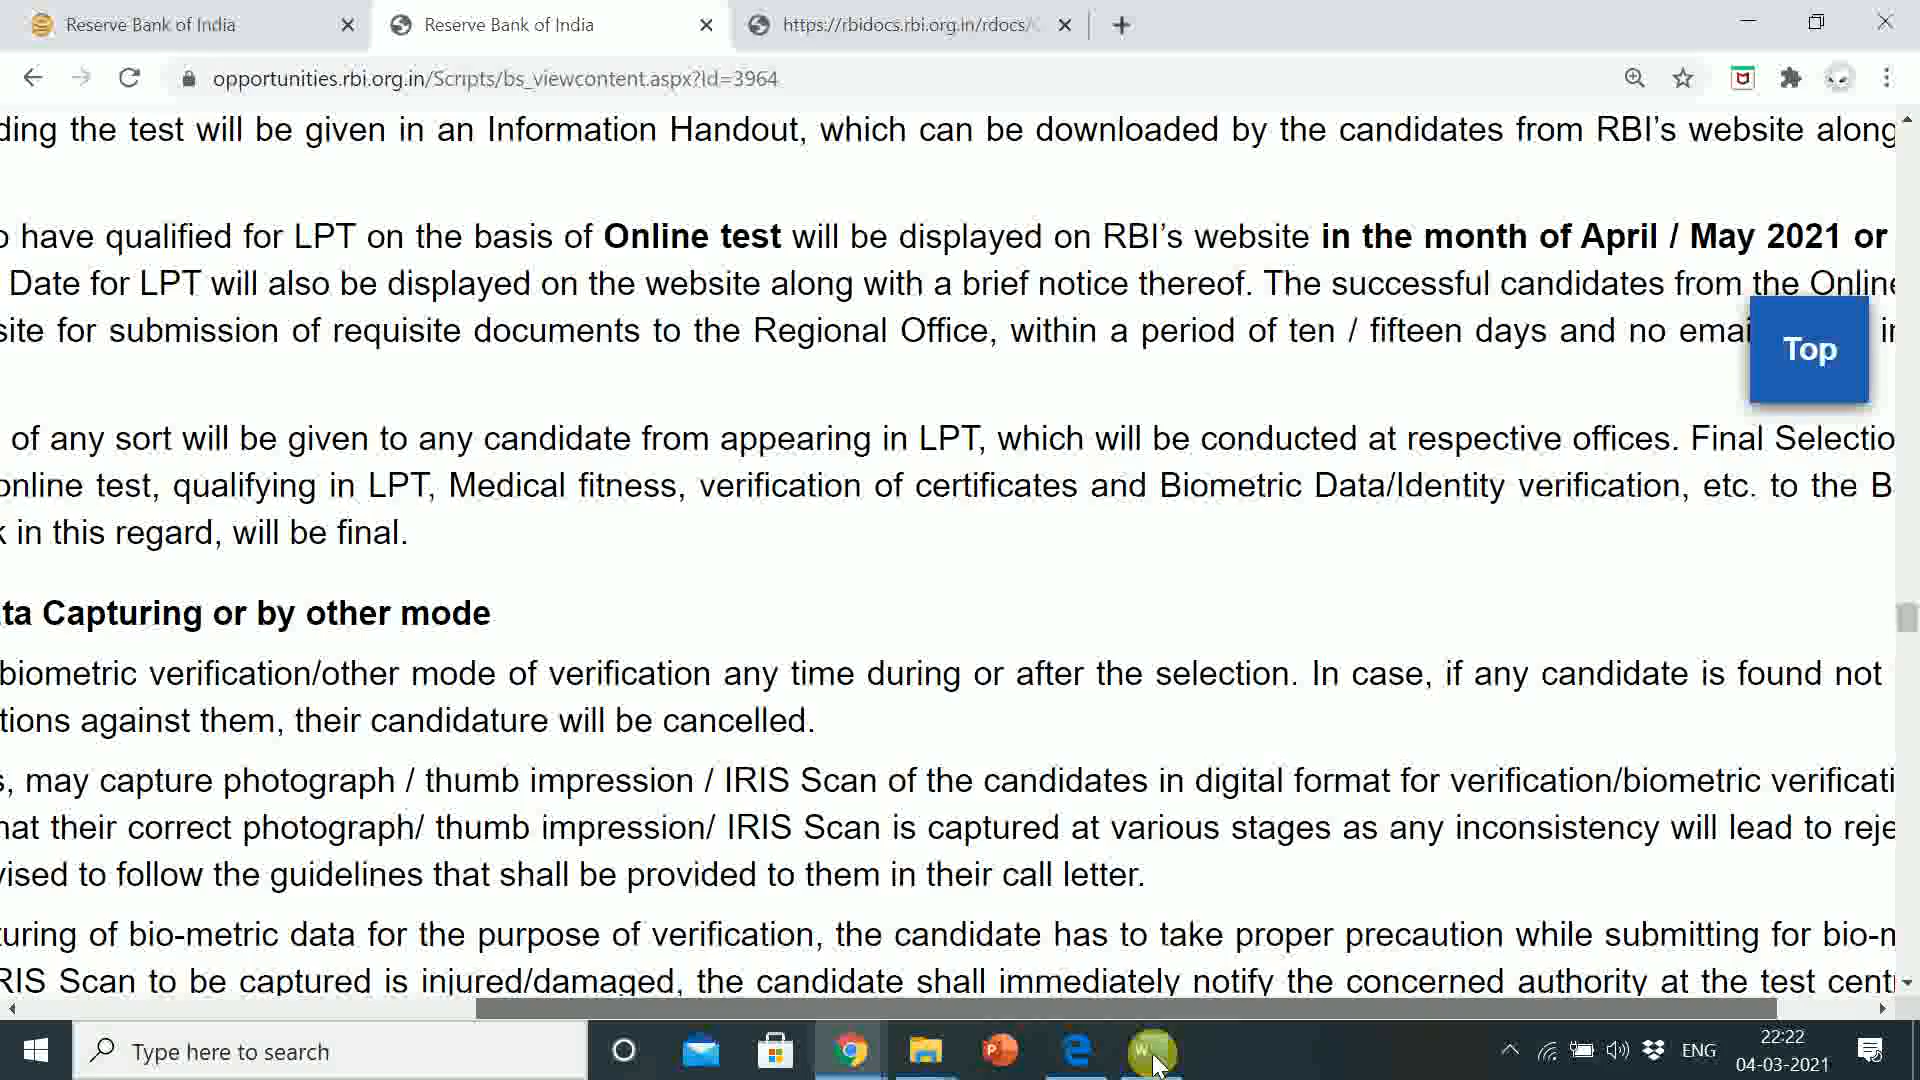 Reserve Bank of India
Reserve Bank of India
https://rbidocs.rbi.org.in/rdocs/
opportunities.rbi.org.in/Scripts/bs_viewcontent.aspx?Id=3964
ding the test will be given in an Information Handout, which can be downloaded by the candidates from RBI's website along
o have qualified for LPT on the basis of Online test will be displayed on RBI's website in the month of April / May 2021 or
Date for LPT will also be displayed on the website along with a brief notice thereof. The successful candidates from the Online
site for submission of requisite documents to the Regional Office, within a period of ten / fifteen days and no emai
Top
of any sort will be given to any candidate from appearing in LPT, which will be conducted at respective offices. Final Selectio
online test, qualifying in LPT, Medical fitness, verification of certificates and Biometric Data/Identity verification, etc. to the B
k in this regard, will be final.
ta Capturing or by other mode
biometric verification/other mode of verification any time during or after the selection. In case, if any candidate is found not
tions against them, their candidature will be cancelled.
s, may capture photograph / thumb impression / IRIS Scan of the candidates in digital format for verification/biometric verificati
hat their correct photograph/ thumb impression/ IRIS Scan is captured at various stages as any inconsistency will lead to reje
vised to follow the guidelines that shall be provided to them in their call letter.
turing of bio-metric data for the purpose of verification, the candidate has to take proper precaution while submitting for bio-m
RIS Scan to be captured is injured/damaged, the candidate shall immediately notify the concerned authority at the test cent
Type here to search
ENG
22:22
04-03-2021